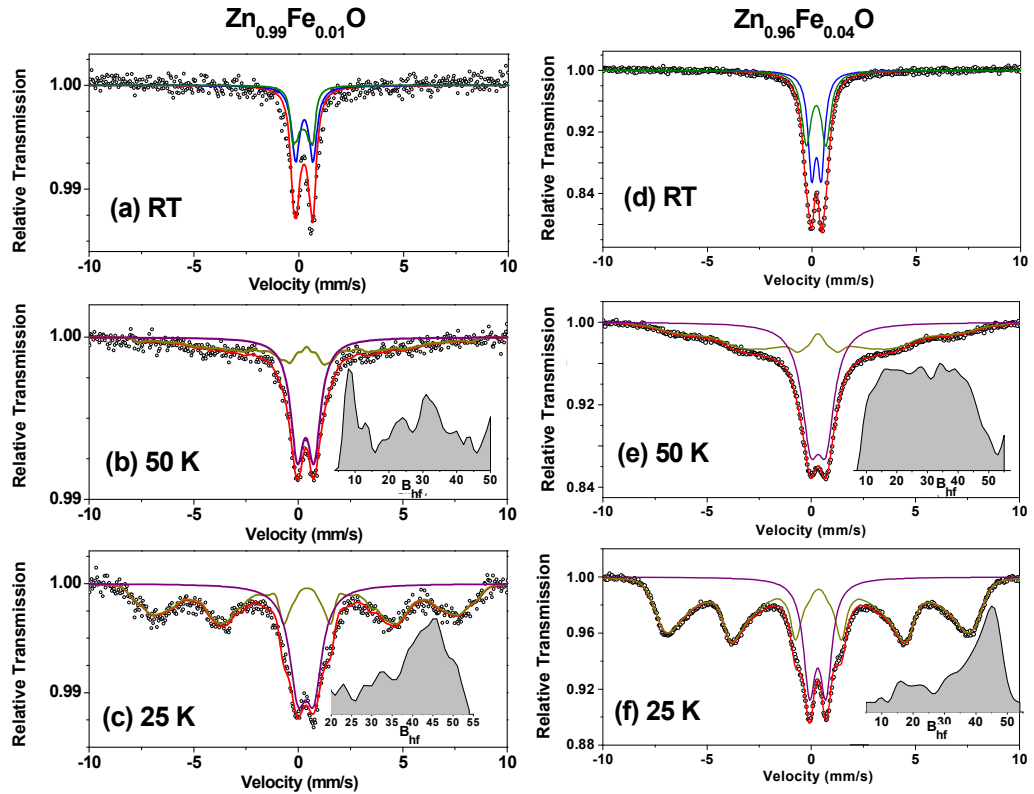 Zn0.99Fe0.01O
Zn0.96Fe0.04O
Relative Transmission
1.00
0.99
(a) RT
-10 -5 0 5 10
Velocity (mm/s)
Relative Transmission
1.00
0.92
0.84
(d) RT
-10 -5 0 5 10
Velocity (mm/s)
Relative Transmission
1.00
0.99
(b) 50 K
10 20 30 40 50
Bhf
-10 -5 0 5 10
Velocity (mm/s)
Relative Transmission
1.00
0.96
0.92
0.88
0.84
(e) 50 K
10 20 30 40 50
Bhf
-10 -5 0 5 10
Velocity (mm/s)
Relative Transmission
1.00
0.99
(c) 25 K
20 25 30 35 40 45 50 55
Bhf
-10 -5 0 5 10
Velocity (mm/s)
Relative Transmission
1.00
0.96
0.92
0.88
(f) 25 K
10 20 30 40 50
Bhf
-10 -5 0 5 10
Velocity (mm/s)